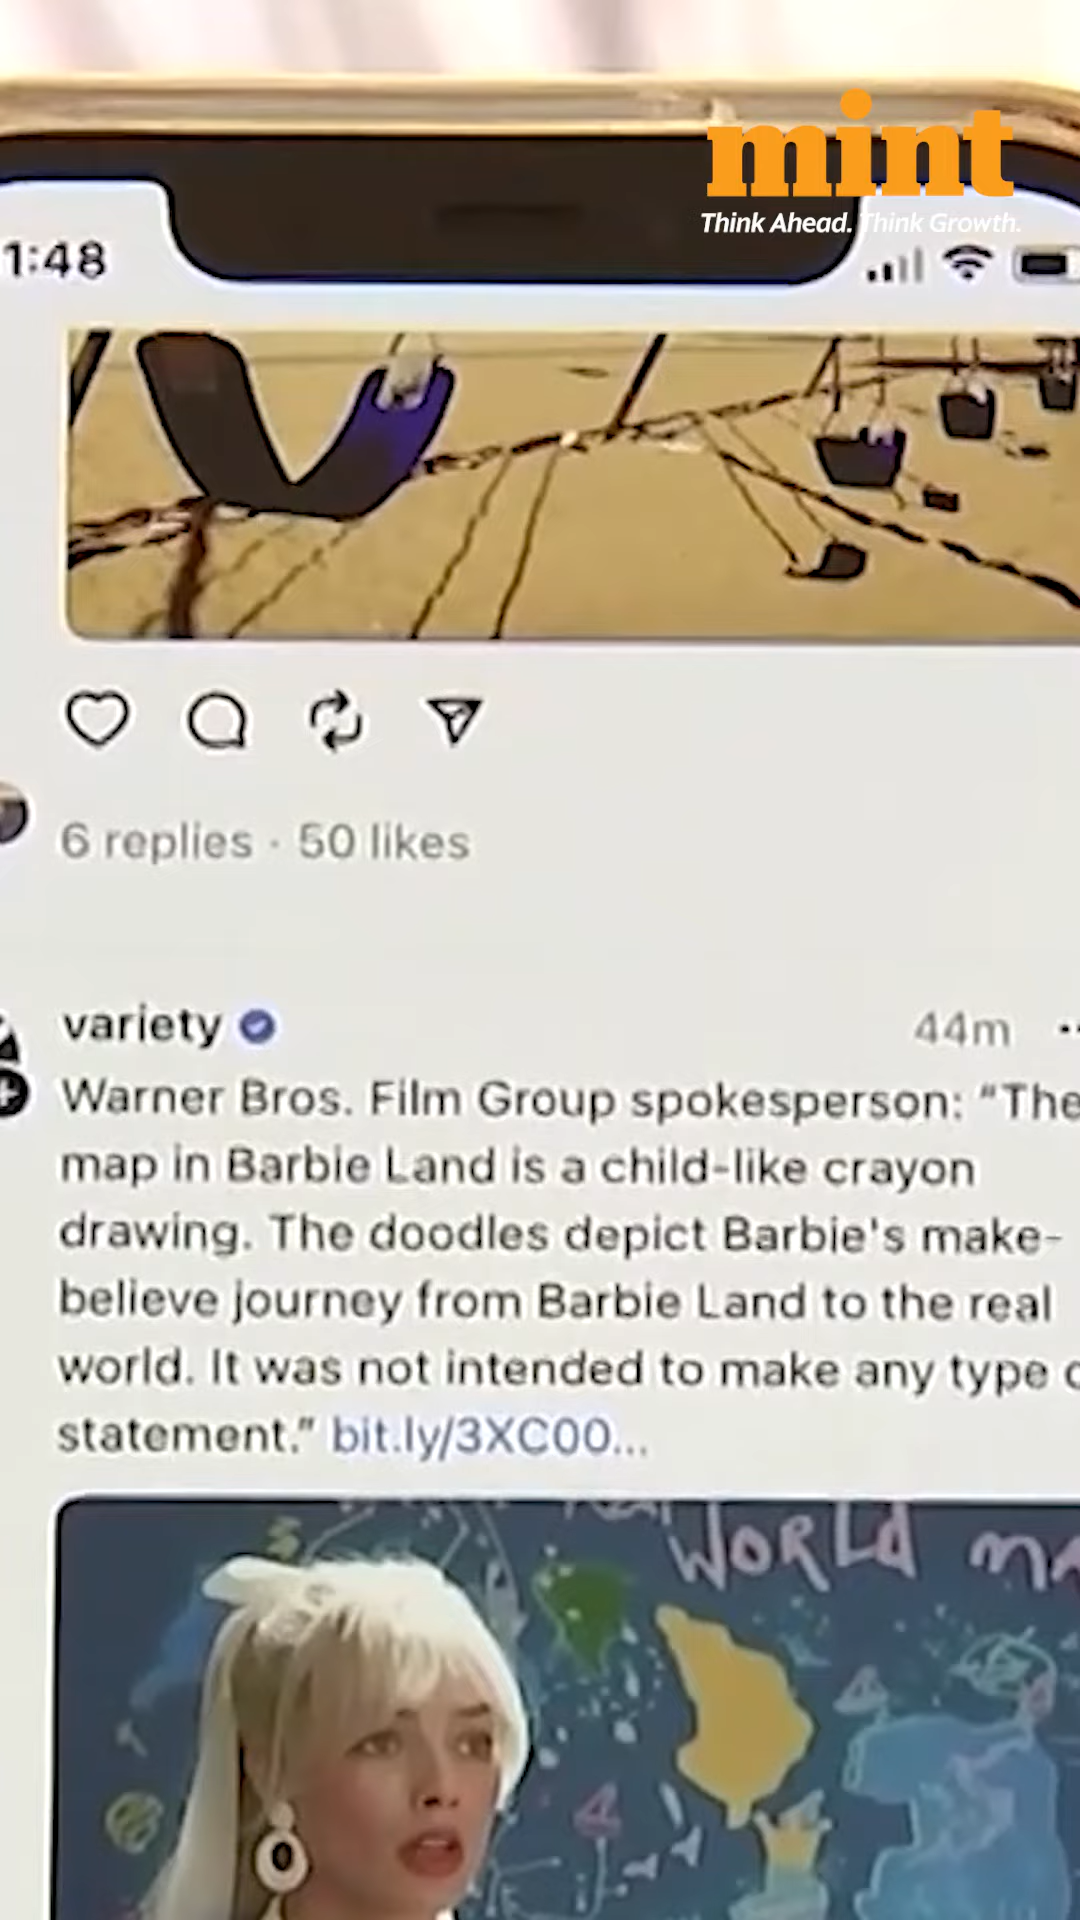 mint
Think Ahead. Think Growth.
1:48
6 replies · 50 likes
variety
44m
Warner Bros. Film Group spokesperson: “The
map in Barbie Land is a child-like crayon
drawing. The doodles depict Barbie's make-
believe journey from Barbie Land to the real
world. It was not intended to make any type
statement.” bit.ly/3XC00...
WORLD